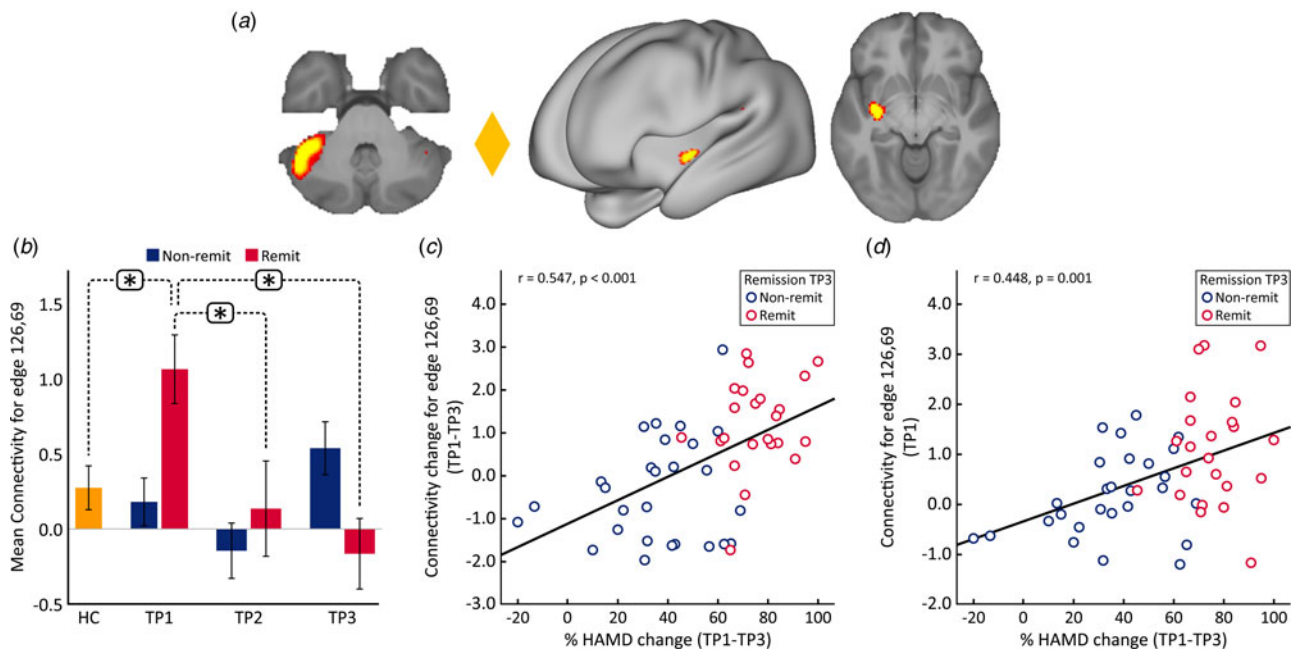 (a)
(b)
Non-remit
Remit
Mean Connectivity for edge 126,69
1.5
1.0
0.5
0.0
-0.5
*
*
*
HC
TP1
TP2
TP3
(c)
r = 0.547, p < 0.001
Remission TP3
Non-remit
Remit
Connectivity change for edge 126,69
(TP1-TP3)
4.0
3.0
2.0
1.0
0.0
-1.0
-2.0
-3.0
-20
0
20
40
60
80
100
% HAMD change (TP1-TP3)
(d)
r = 0.448, p = 0.001
Remission TP3
Non-remit
Remit
Connectivity for edge 126,69
(TP1)
4.0
3.0
2.0
1.0
0.0
-1.0
-2.0
-20
0
20
40
60
80
100
% HAMD change (TP1-TP3)